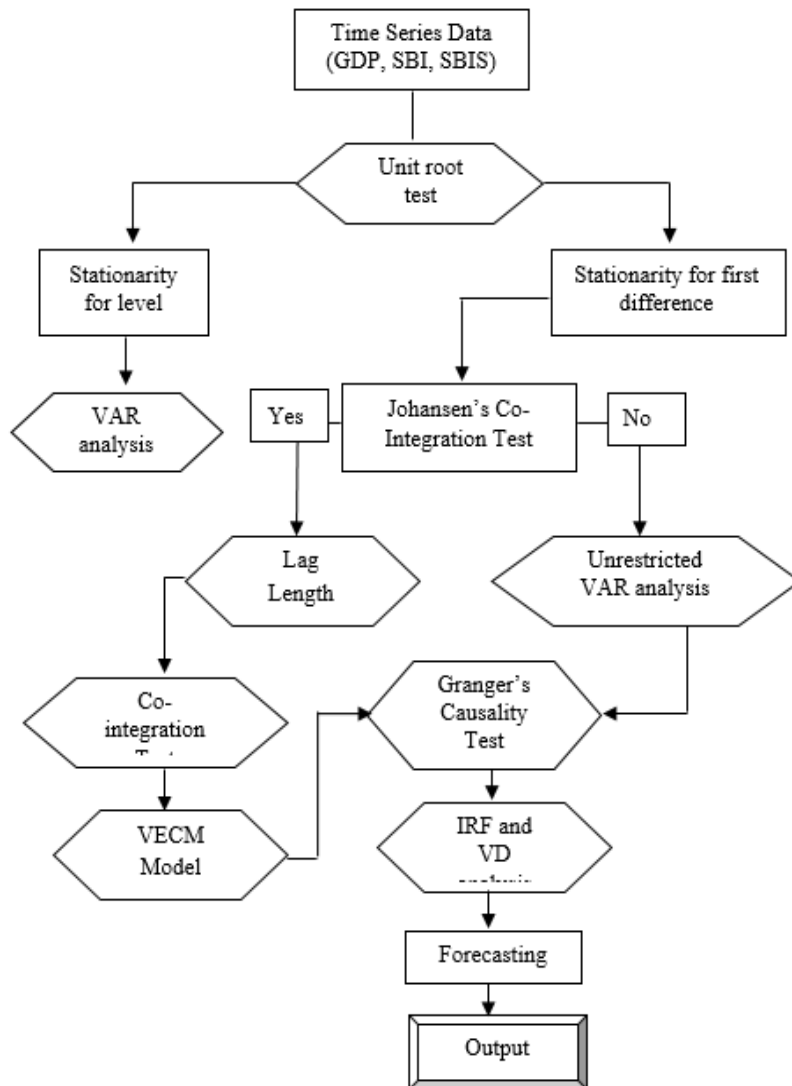 Time Series Data
(GDP, SBI, SBIS)
Unit root
test
Stationarity
for level
Stationarity for first
difference
VAR
analysis
Yes
Johansen’s Co-
Integration Test
No
Lag
Length
Unrestricted
VAR analysis
Co-
integration
Granger’s
Causality
Test
VECM
Model
IRF and
VD
Forecasting
Output